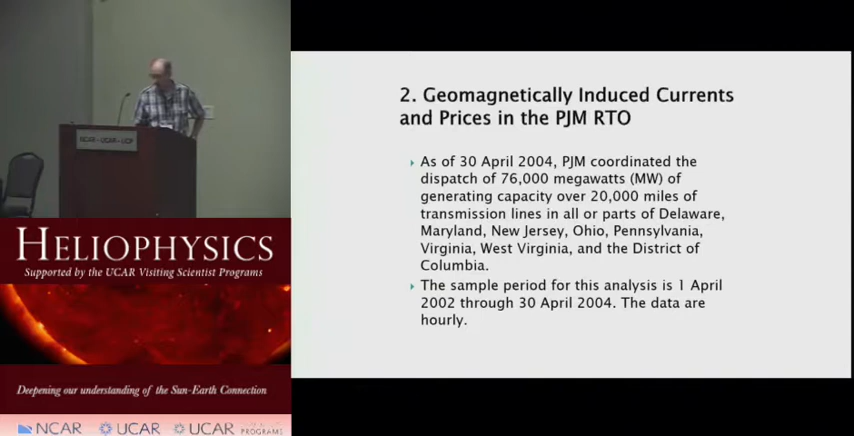 NCAR-UCAR-UCP
HELIOPHYSICS
Supported by the UCAR Visiting Scientist Programs
Deepening our understanding of the Sun-Earth Connection
NCAR UCAR UCAR
PROGRAMS
2. Geomagnetically Induced Currents
and Prices in the PJM RTO
As of 30 April 2004, PJM coordinated the
dispatch of 76,000 megawatts (MW) of
generating capacity over 20,000 miles of
transmission lines in all or parts of Delaware,
Maryland, New Jersey, Ohio, Pennsylvania,
Virginia, West Virginia, and the District of
Columbia.
The sample period for this analysis is 1 April
2002 through 30 April 2004. The data are
hourly.